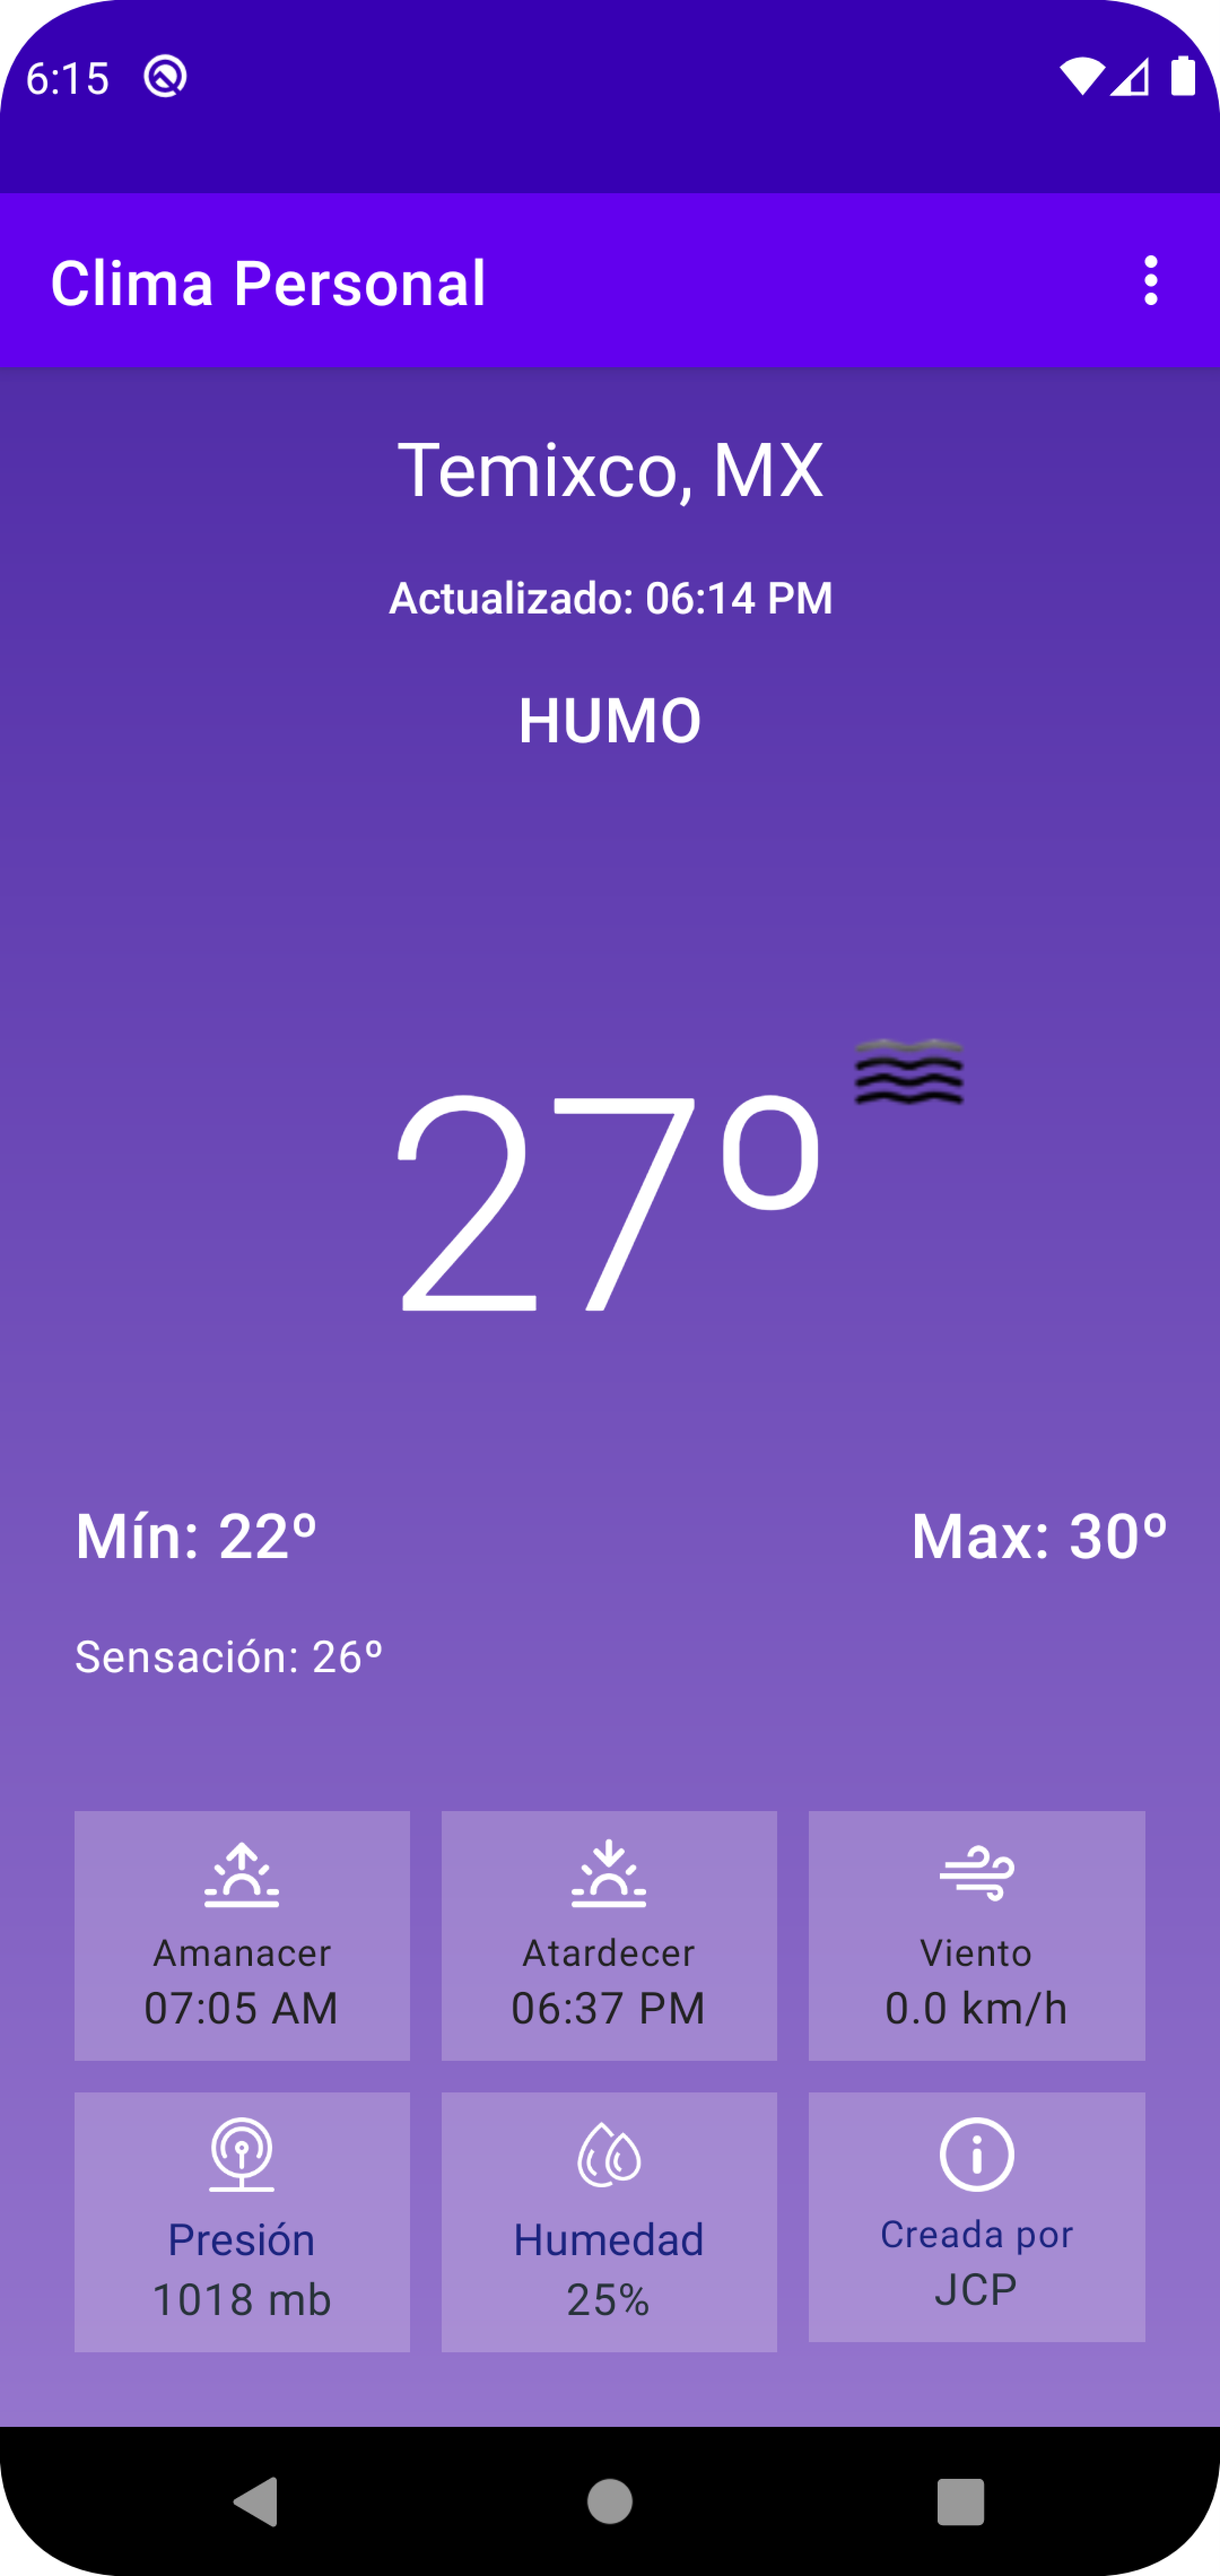 6:15
Clima Personal
Temixco, MX
Actualizado: 06:14 PM
HUMO
27º
Mín: 22º
Max: 30º
Sensación: 26º
Amanacer
07:05 AM
Atardecer
06:37 PM
Viento
0.0 km/h
Presión
1018 mb
Humedad
25%
Creada por
JCP